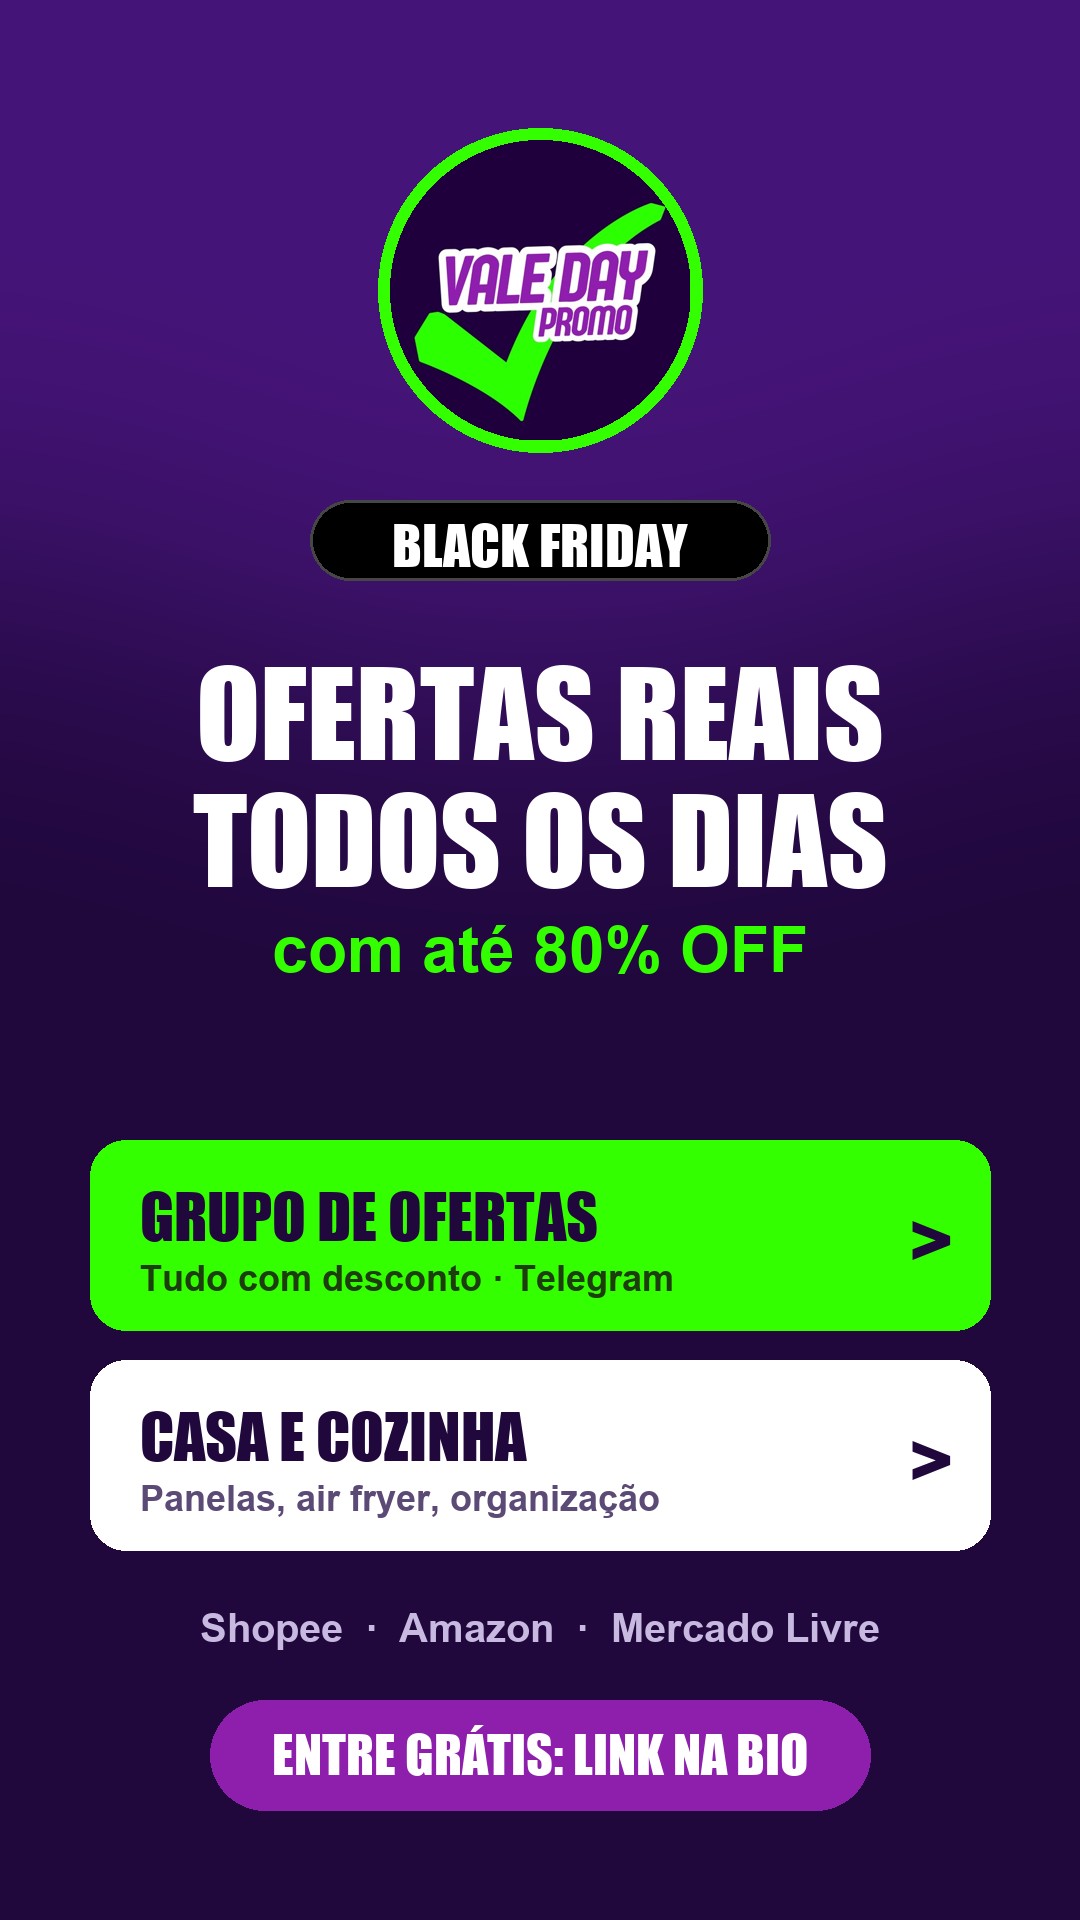 VALE DAY
PROMO
BLACK FRIDAY
OFERTAS REAIS
TODOS OS DIAS
com até 80% OFF
GRUPO DE OFERTAS
Tudo com desconto · Telegram
>
CASA E COZINHA
Panelas, air fryer, organização
>
Shopee · Amazon · Mercado Livre
ENTRE GRÁTIS: LINK NA BIO